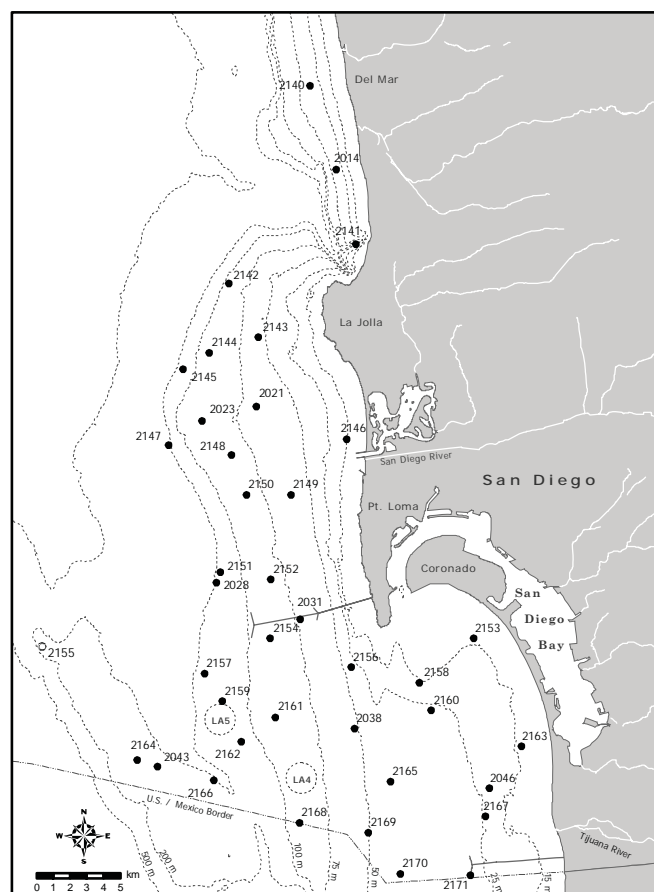 2140
Del Mar
2014
2141
2142
La Jolla
2143
2144
2145
2021
2023
2147
2146
2148
San Diego River
San Diego
2150
2149
Pt. Loma
Coronado
2151
2152
2028
San
Diego
Bay
2031
2154
2153
2155
2156
2157
2158
2159
2160
LA5
2161
2038
2162
2163
2164
2043
LA4
2165
2046
2166
U.S. / Mexico Border
2167
2168
2169
N
W
E
S
Tijuana River
2170
2171
500 m
200 m
100 m
75 m
50 m
25 m
15 m
0 1 2 3 4 5
km